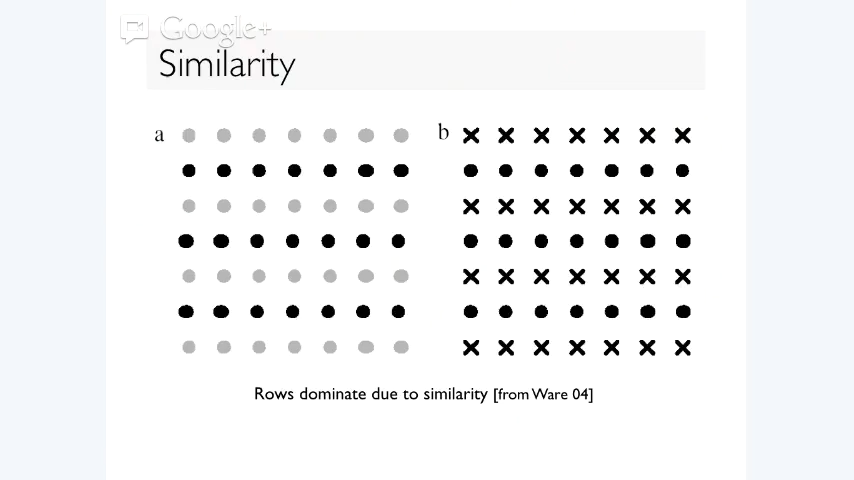 Google+
Similarity
a
b
Rows dominate due to similarity [from Ware 04]